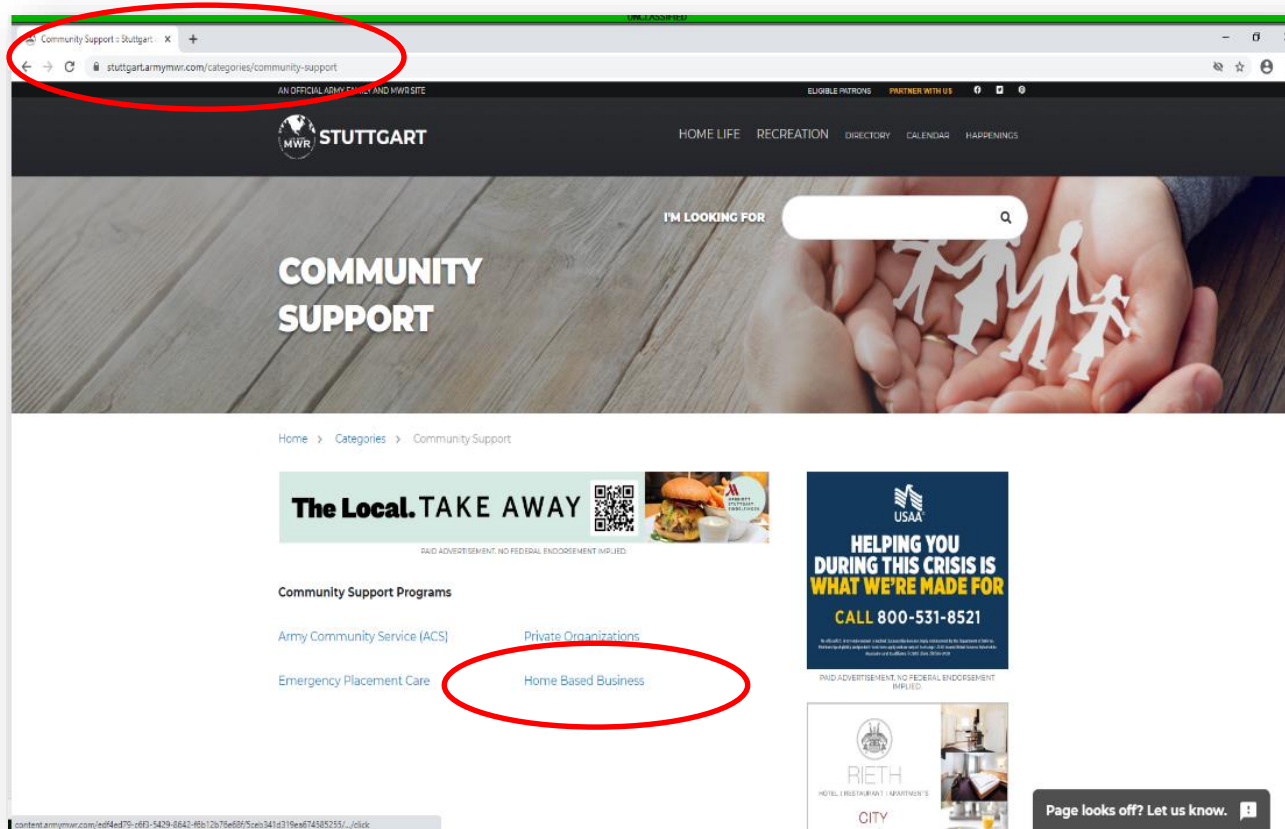 UNCLASSIFIED
Community Support :: Stuttgart
stuttgart.armymwr.com/categories/community-support
AN OFFICIAL ARMY FAMILY AND MWR SITE
ELIGIBLE PATRONS PARTNER WITH US
MWR STUTTGART
HOME LIFE RECREATION DIRECTORY CALENDAR HAPPENINGS
I'M LOOKING FOR
COMMUNITY
SUPPORT
Home > Categories > Community Support
The Local. TAKE AWAY
MARRIOTT
STUTTGART
SINDELFINGEN
PAID ADVERTISEMENT. NO FEDERAL ENDORSEMENT IMPLIED.
Community Support Programs
Army Community Service (ACS)
Private Organizations
Emergency Placement Care
Home Based Business
USAA
HELPING YOU
DURING THIS CRISIS IS
WHAT WE'RE MADE FOR
CALL 800-531-8521
PAID ADVERTISEMENT. NO FEDERAL ENDORSEMENT
IMPLIED.
RIETH
HOTEL | RESTAURANT | APARTMENTS
CITY
Page looks off? Let us know.